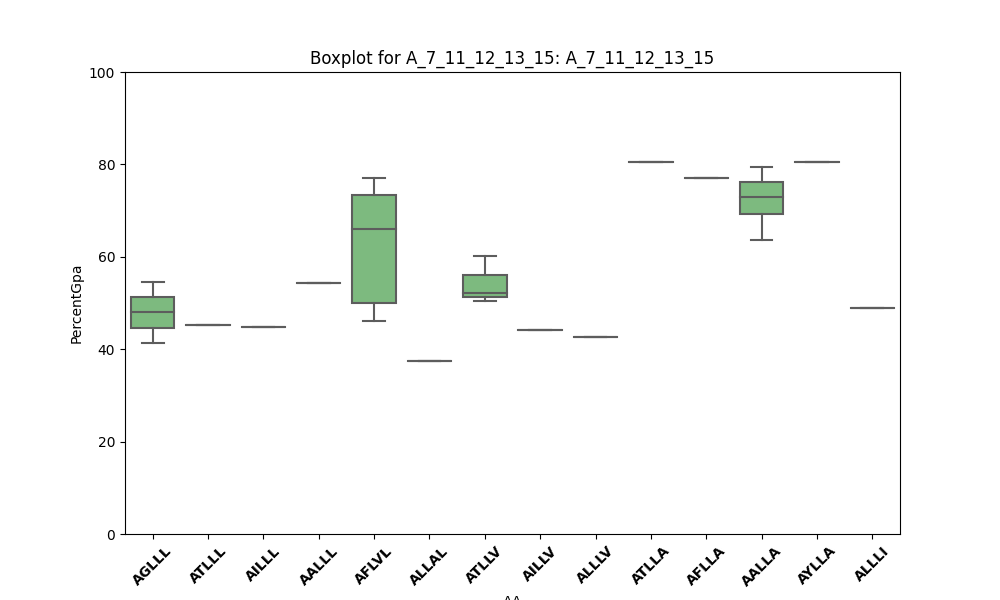 Boxplot for A_7_11_12_13_15: A_7_11_12_13_15
PercentGpa
100
80
60
40
20
0
AGLLL
ATLLL
AILLL
AALLL
AFLVL
ALLAL
ATLLV
AILLV
ALLLV
ATLLA
AFLLA
AALLA
AYLLA
ALLLI
AA